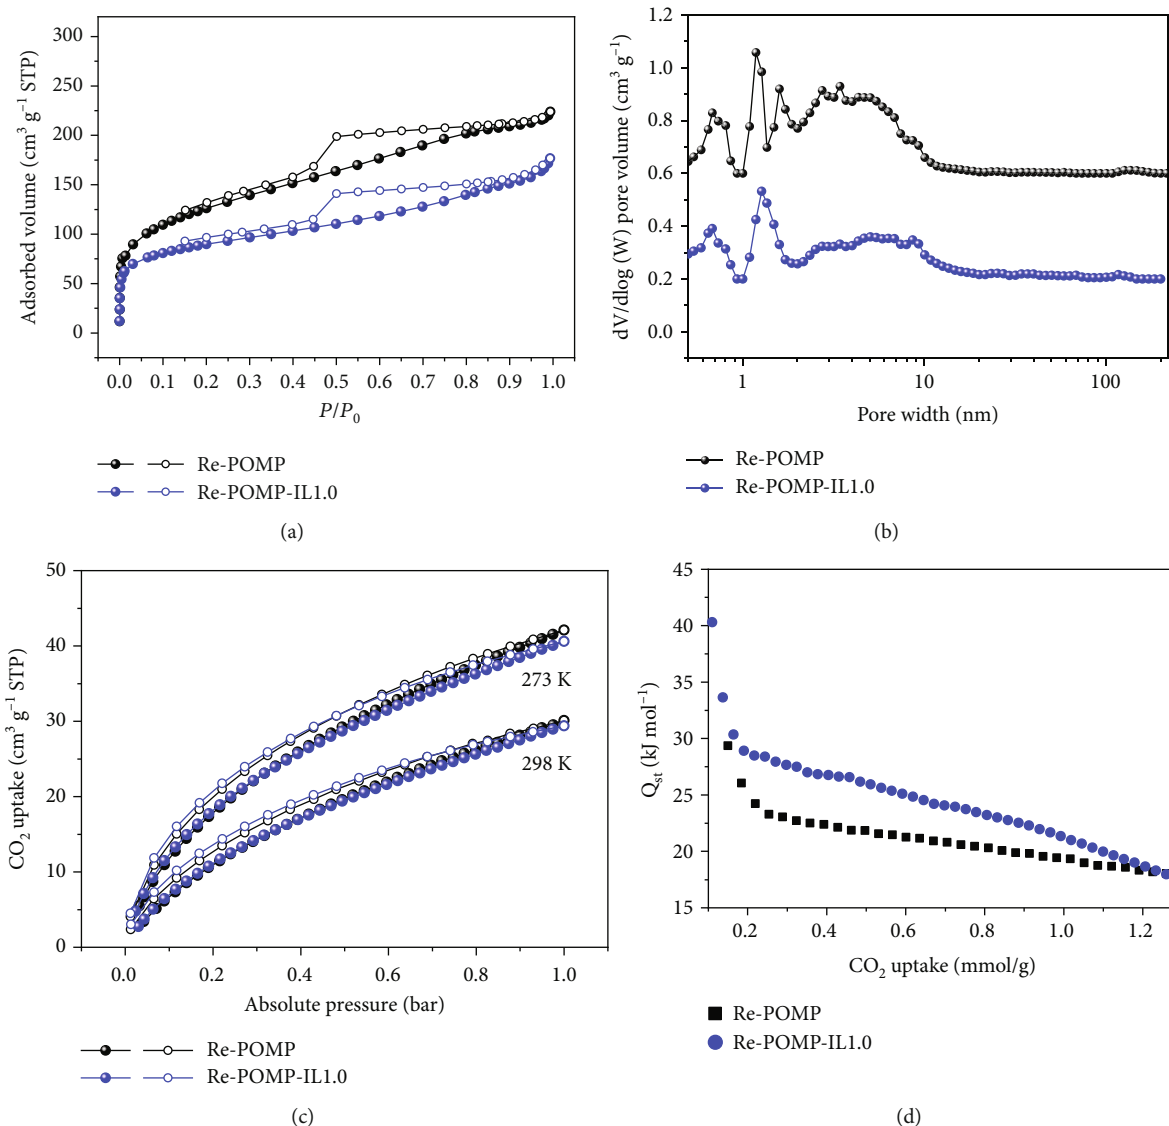 Adsorbed volume (cm³ g⁻¹ STP)
300
250
200
150
100
50
0
0.0 0.1 0.2 0.3 0.4 0.5 0.6 0.7 0.8 0.9 1.0
P/P₀
Re-POMP
Re-POMP-IL1.0
(a)
dV/dlog (W) pore volume (cm³ g⁻¹)
1.2
1.0
0.8
0.6
0.4
0.2
0.0
1 10 100
Pore width (nm)
Re-POMP
Re-POMP-IL1.0
(b)
CO₂ uptake (cm³ g⁻¹ STP)
50
40
30
20
10
0
273 K
298 K
0.0 0.2 0.4 0.6 0.8 1.0
Absolute pressure (bar)
Re-POMP
Re-POMP-IL1.0
(c)
Qst (kJ mol⁻¹)
45
40
35
30
25
20
15
0.2 0.4 0.6 0.8 1.0 1.2
CO₂ uptake (mmol/g)
Re-POMP
Re-POMP-IL1.0
(d)